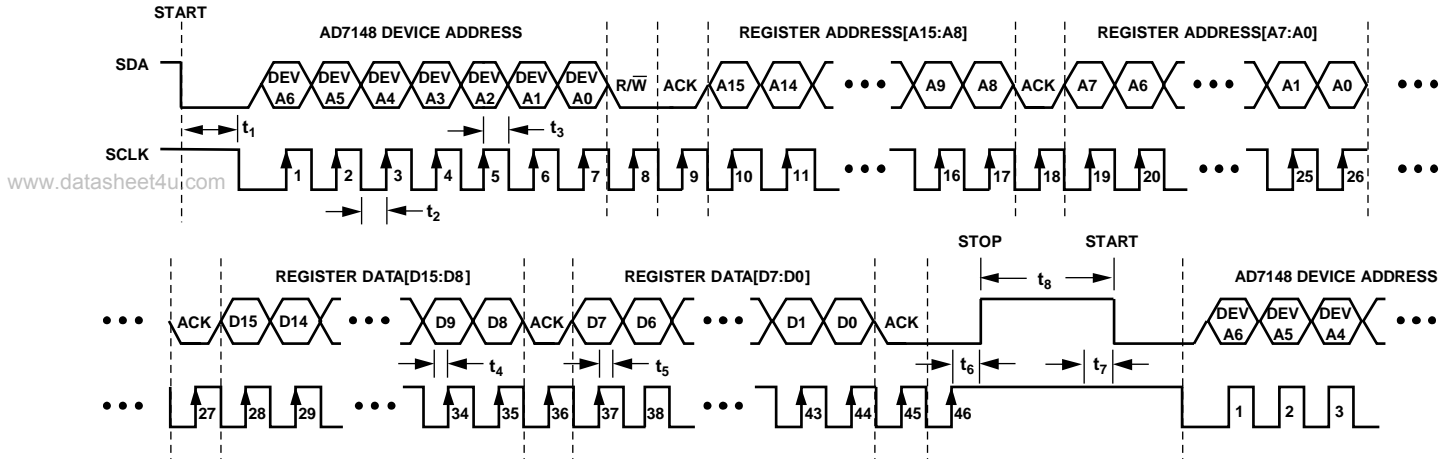 START
AD7148 DEVICE ADDRESS
REGISTER ADDRESS[A15:A8]
REGISTER ADDRESS[A7:A0]
SDA
DEV A6
DEV A5
DEV A4
DEV A3
DEV A2
DEV A1
DEV A0
R/W̅
ACK
A15
A14
A9
A8
ACK
A7
A6
A1
A0
t1
t3
SCLK
1
2
3
4
5
6
7
8
9
10
11
16
17
18
19
20
25
26
www.datasheet4u.com
t2
STOP
START
REGISTER DATA[D15:D8]
REGISTER DATA[D7:D0]
t8
AD7148 DEVICE ADDRESS
ACK
D15
D14
D9
D8
ACK
D7
D6
D1
D0
ACK
DEV A6
DEV A5
DEV A4
t4
t5
t6
t7
27
28
29
34
35
36
37
38
43
44
45
46
1
2
3